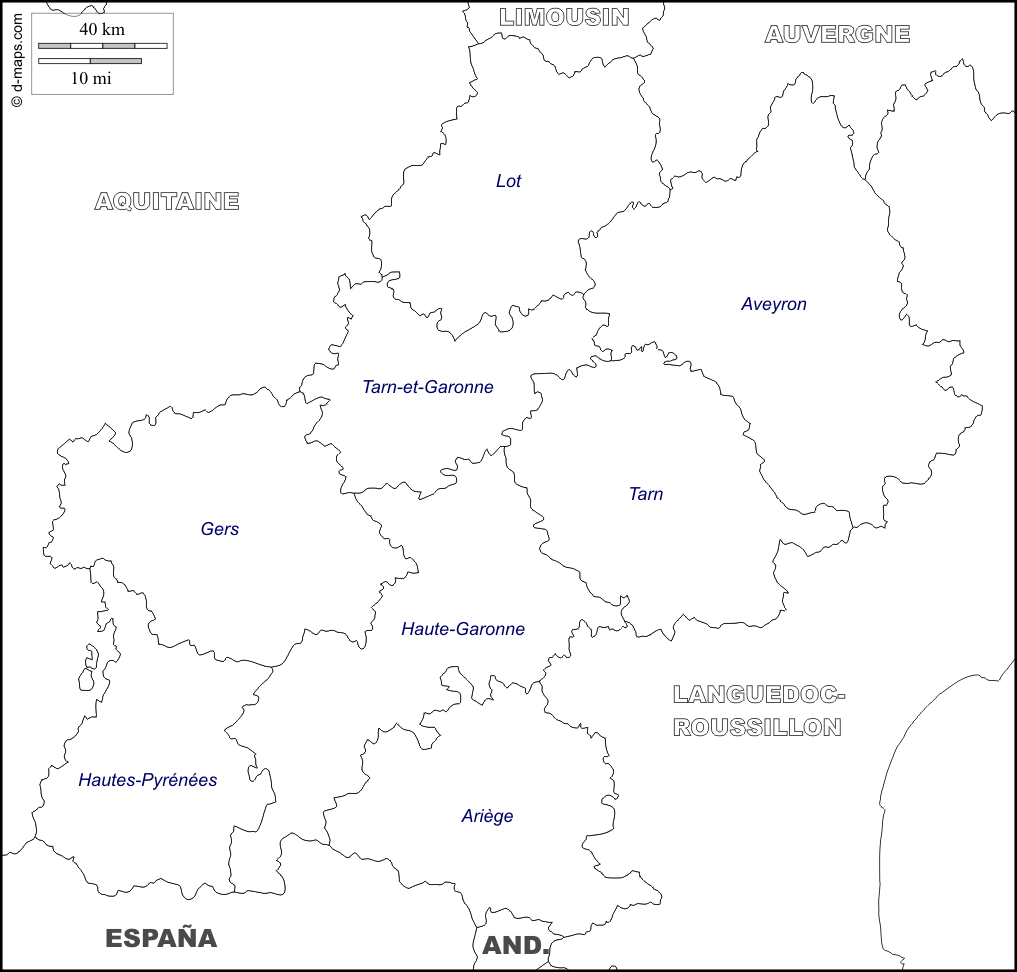 LIMOUSIN
40 km
10 mi
© d-maps.com
AUVERGNE
Lot
AQUITAINE
Aveyron
Tarn-et-Garonne
Tarn
Gers
Haute-Garonne
LANGUEDOC-
ROUSSILLON
Hautes-Pyrénées
Ariège
ESPAÑA
AND.